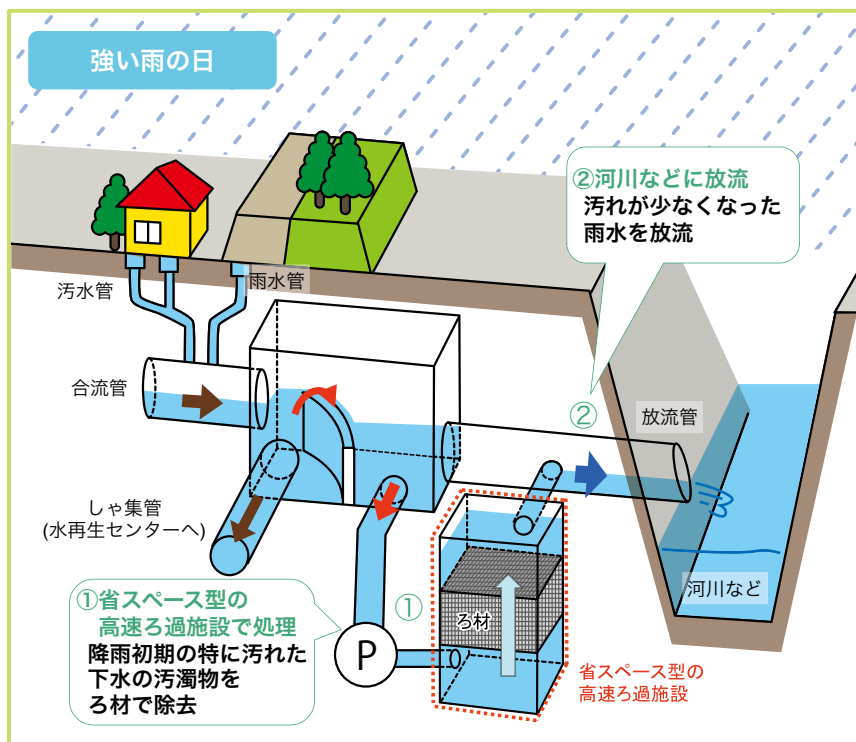 強い雨の日
②河川などに放流
汚れが少なくなった
雨水を放流
汚水管
雨水管
合流管
②
放流管
しゃ集管
(水再生センターへ)
①省スペース型の
高速ろ過施設で処理
降雨初期の特に汚れた
下水の汚濁物を
ろ材で除去
①
P
ろ材
河川など
省スペース型の
高速ろ過施設